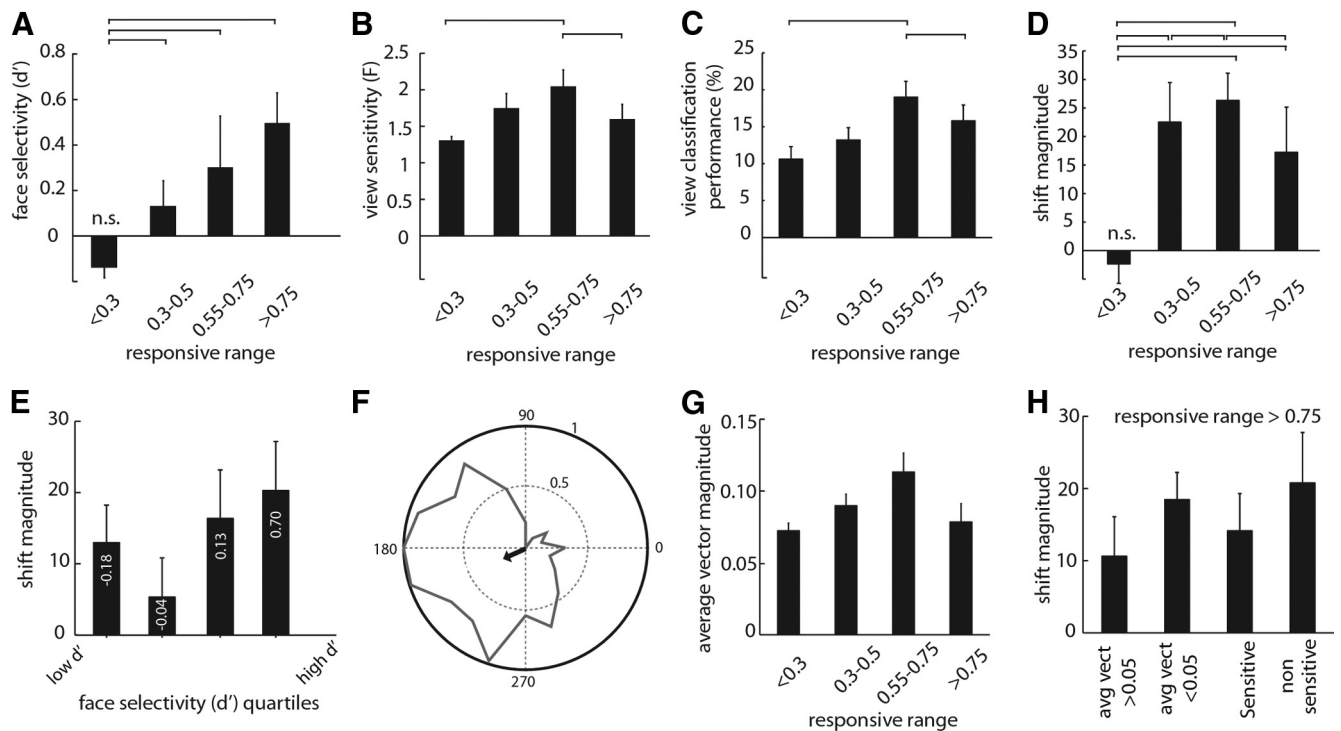 A
face selectivity (d')
0.8
0.6
0.4
0.2
0
n.s.
<0.3
0.3-0.5
0.55-0.75
>0.75
responsive range
B
view sensitivity (F)
2.5
2
1.5
1
0.5
0
<0.3
0.3-0.5
0.55-0.75
>0.75
responsive range
C
view classification
performance (%)
25
20
15
10
5
0
<0.3
0.3-0.5
0.55-0.75
>0.75
responsive range
D
shift magnitude
35
30
25
20
15
10
5
0
n.s.
<0.3
0.3-0.5
0.55-0.75
>0.75
responsive range
E
shift magnitude
30
20
10
0
-0.18
-0.04
0.13
0.70
low d'
high d'
face selectivity (d') quartiles
F
90
1
0.5
180
0
270
G
average vector magnitude
0.15
0.10
0.05
0
<0.3
0.3-0.5
0.55-0.75
>0.75
responsive range
H
responsive range > 0.75
shift magnitude
30
20
10
0
avg vect
>0.05
avg vect
<0.05
Sensitive
non
sensitive